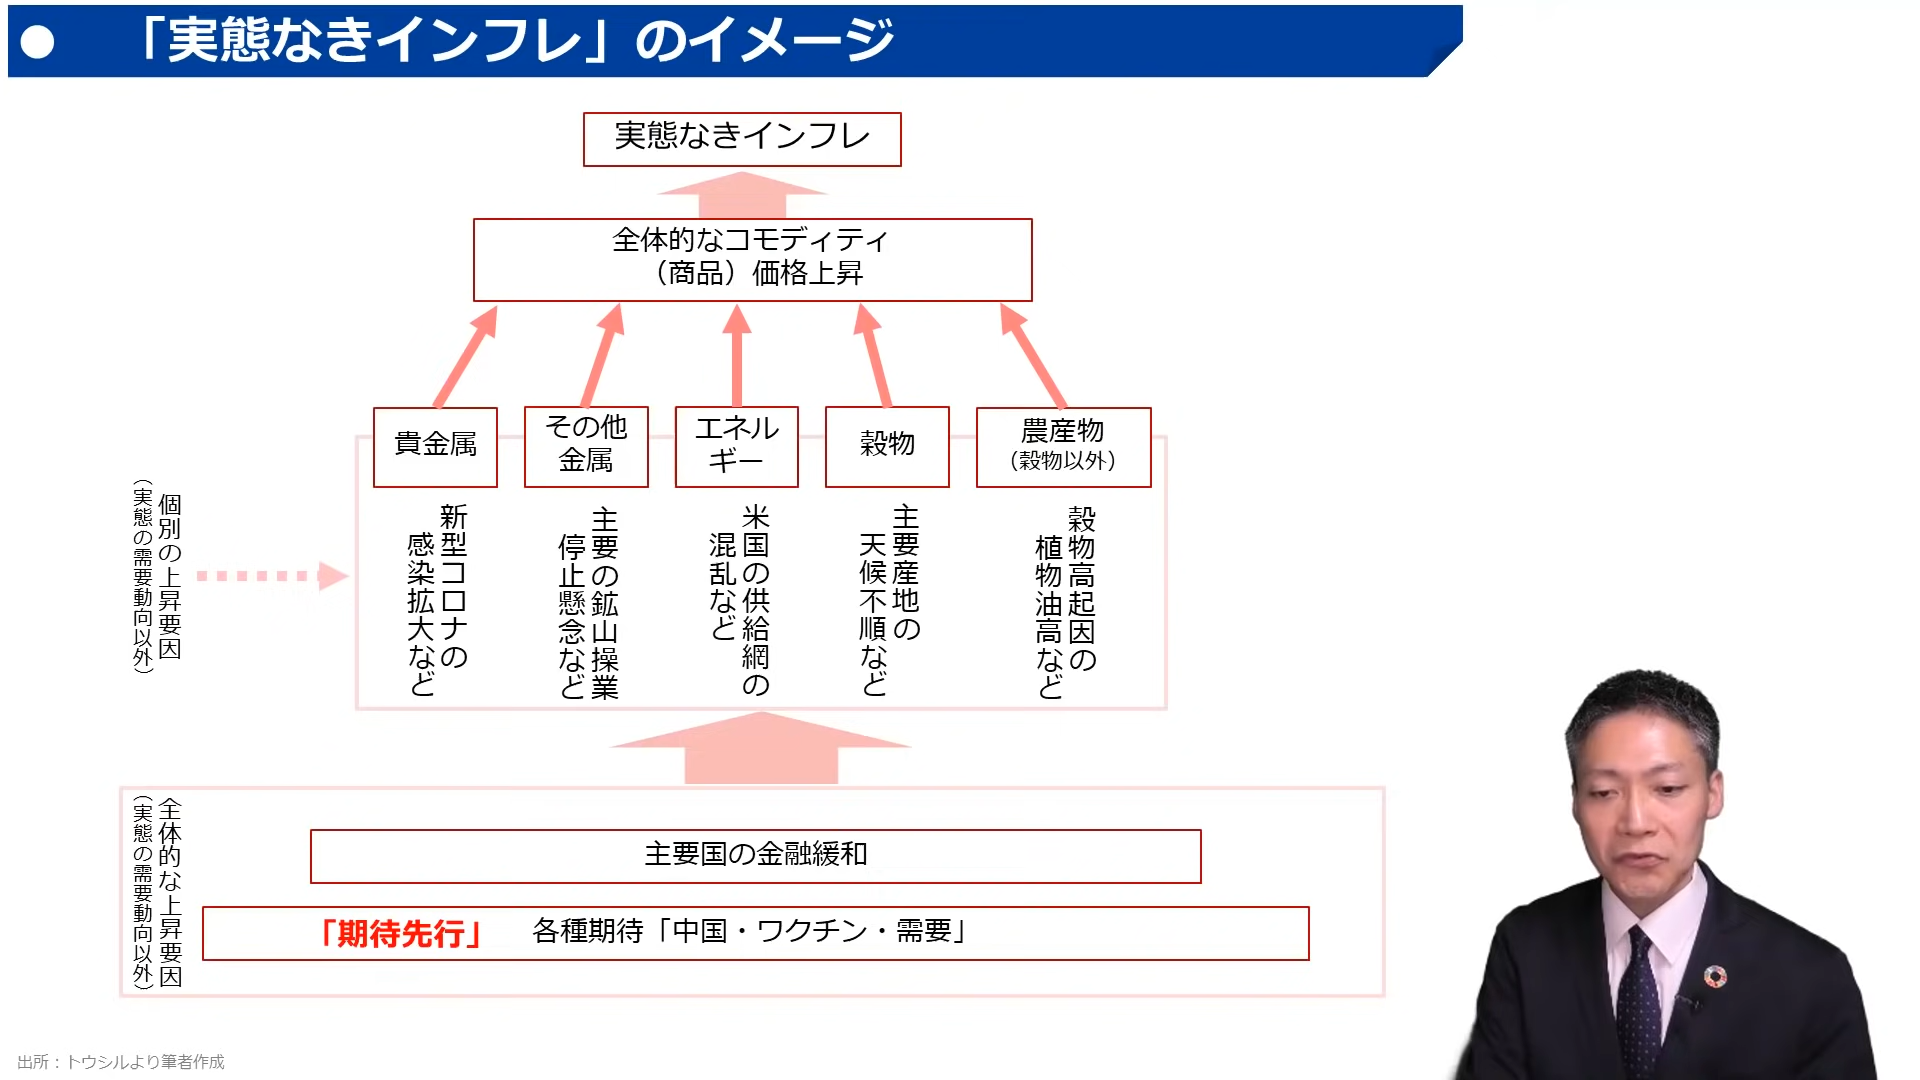 「実態なきインフレ」のイメージ
実態なきインフレ
全体的なコモディティ
（商品）価格上昇
貴金属
その他
金属
エネル
ギー
穀物
農産物
（穀物以外）
個別の上昇要因
（実態の需要動向以外）
新型コロナの
感染拡大など
主要の鉱山操業
停止懸念など
米国の供給網の
混乱など
主要産地の
天候不順など
穀物高起因の
植物油高など
全体的な上昇要因
（実態の需要動向以外）
主要国の金融緩和
「期待先行」 各種期待「中国・ワクチン・需要」
出所：トウシルより筆者作成